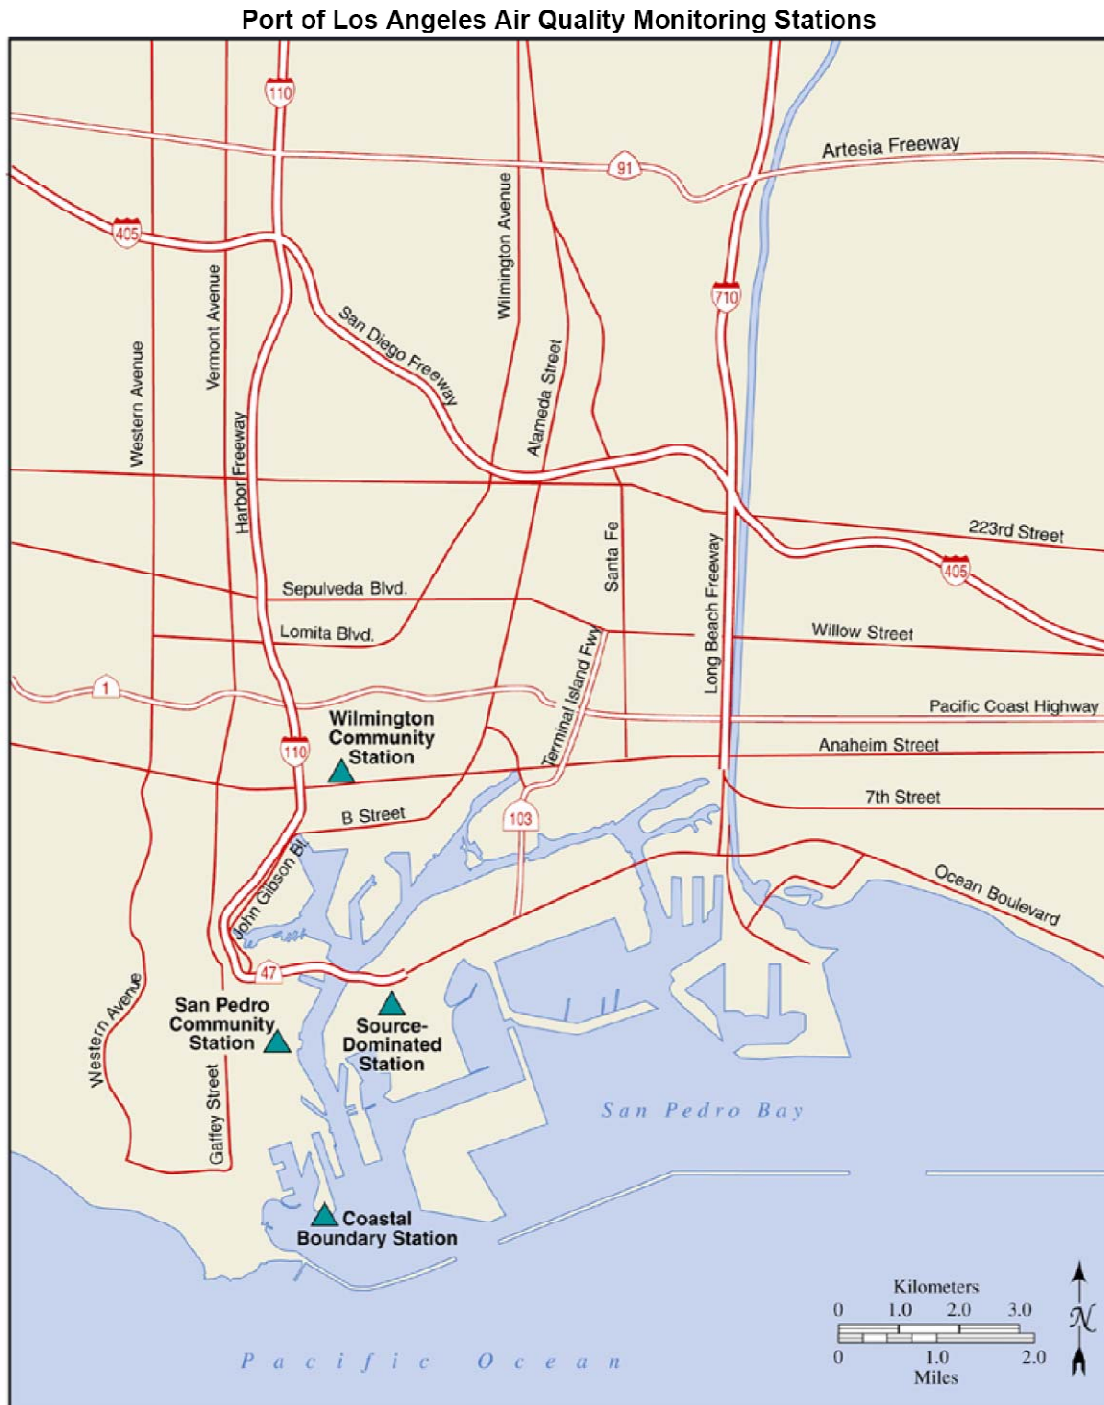 Port of Los Angeles Air Quality Monitoring Stations
110
Artesia Freeway
91
405
Wilmington Avenue
Vermont Avenue
710
San Diego Freeway
Western Avenue
Alameda Street
Harbor Freeway
223rd Street
Santa Fe
405
Long Beach Freeway
Sepulveda Blvd.
Lomita Blvd.
Willow Street
Terminal Island Fwy
1
Pacific Coast Highway
Wilmington
Community
Station
110
Anaheim Street
7th Street
B Street
103
John Gibson Bl.
Ocean Boulevard
47
Western Avenue
San Pedro
Community
Station
Source-
Dominated
Station
Gaffey Street
San Pedro Bay
Coastal
Boundary Station
Kilometers
0 1.0 2.0 3.0
0 1.0 2.0
Miles
N
Pacific Ocean